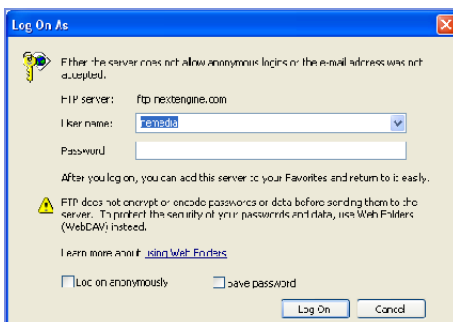 Log On As
Either the server does not allow anonymous logins or the e-mail address was not
accepted.
FTP server: ftp.nextengine.com
User name: nemedia
Password
After you log on, you can add this server to your Favorites and return to it easily.
FTP does not encrypt or encode passwords or data before sending them to the
server. To protect the security of your passwords and data, use Web Folders
(WebDAV) instead.
Learn more about using Web Folders.
Log on anonymously Save password
Log On Cancel